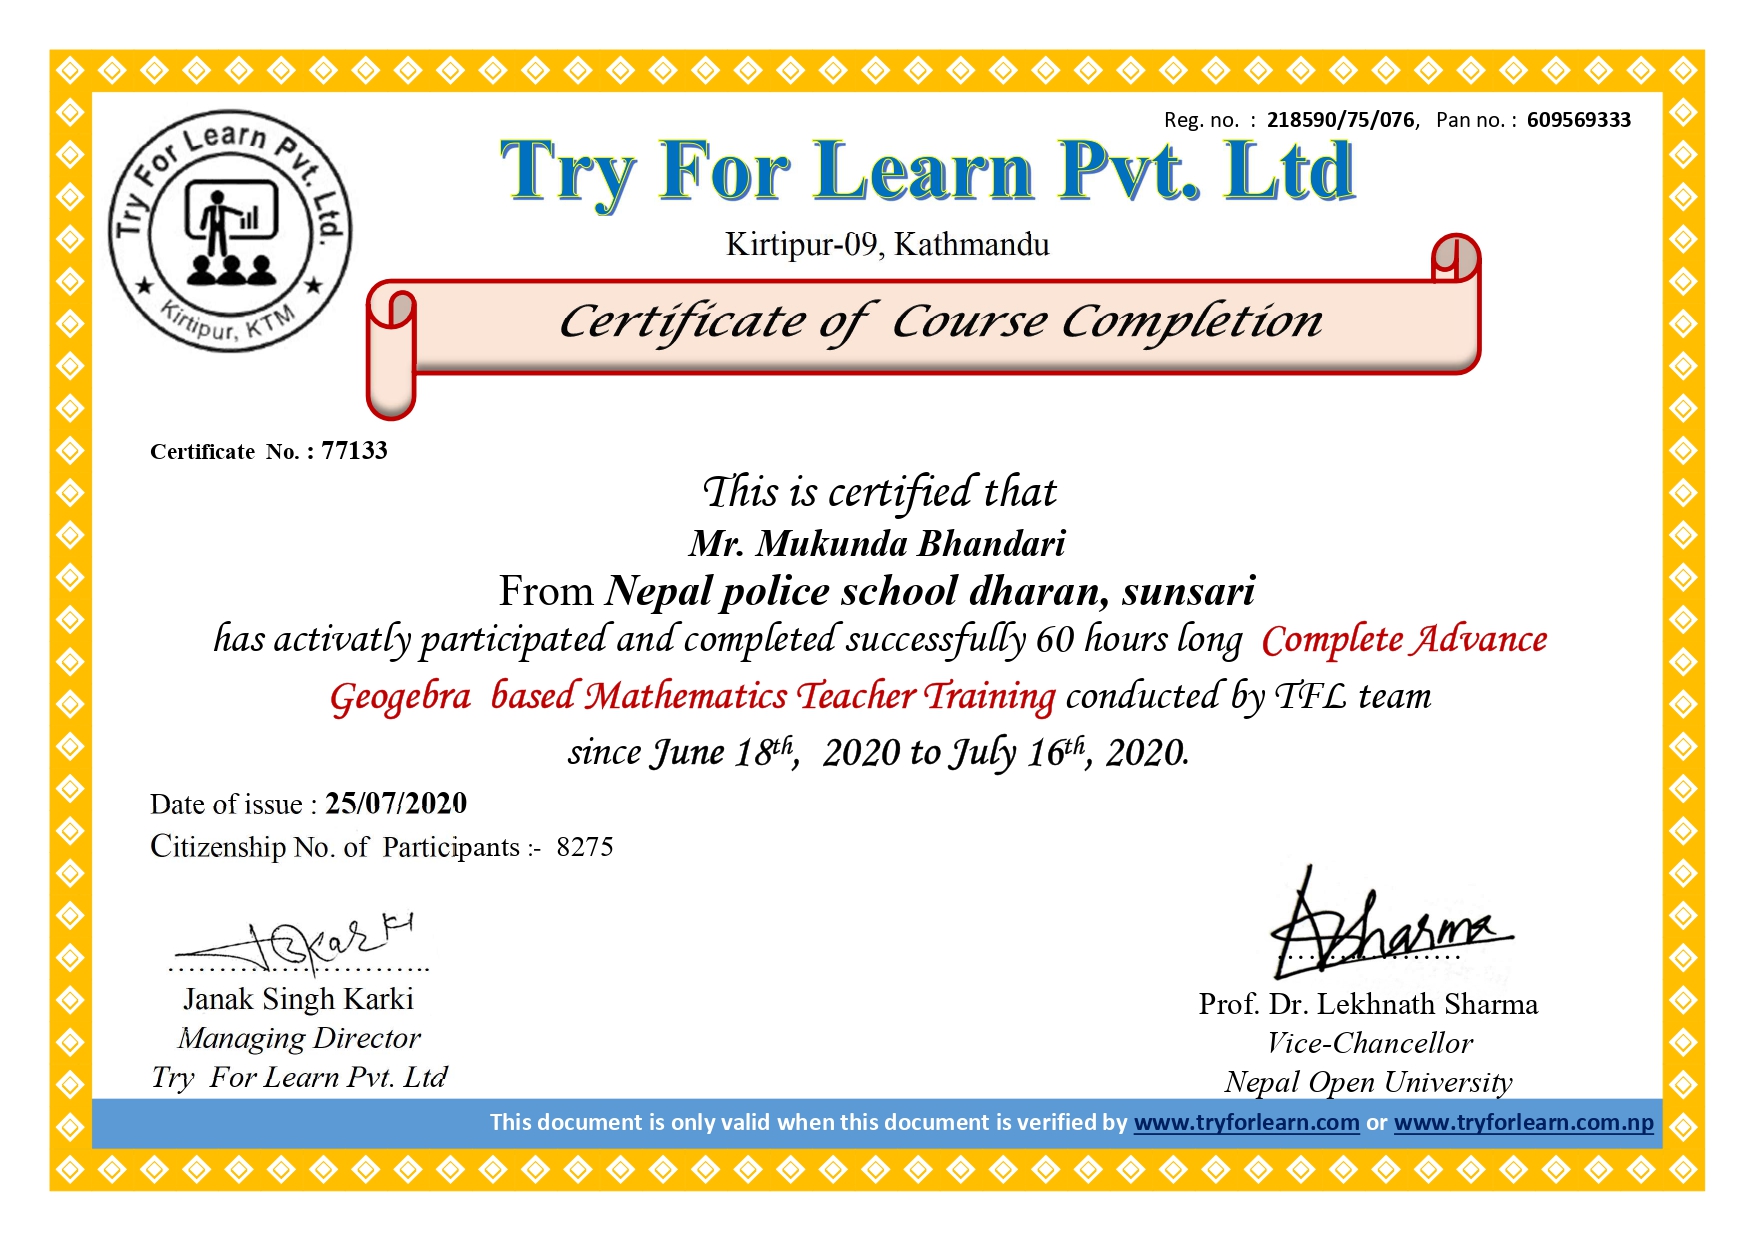 Reg. no. : 218590/75/076, Pan no. : 609569333
Try For Learn Pvt. Ltd.
Kirtipur, KTM
Try For Learn Pvt. Ltd
Kirtipur-09, Kathmandu
Certificate of Course Completion
Certificate No. : 77133
This is certified that
Mr. Mukunda Bhandari
From Nepal police school dharan, sunsari
has activatly participated and completed successfully 60 hours long Complete Advance
Geogebra based Mathematics Teacher Training conducted by TFL team
since June 18th, 2020 to July 16th, 2020.
Date of issue : 25/07/2020
Citizenship No. of Participants :- 8275
Janak Singh Karki
Managing Director
Try For Learn Pvt. Ltd
Prof. Dr. Lekhnath Sharma
Vice-Chancellor
Nepal Open University
This document is only valid when this document is verified by www.tryforlearn.com or www.tryforlearn.com.np